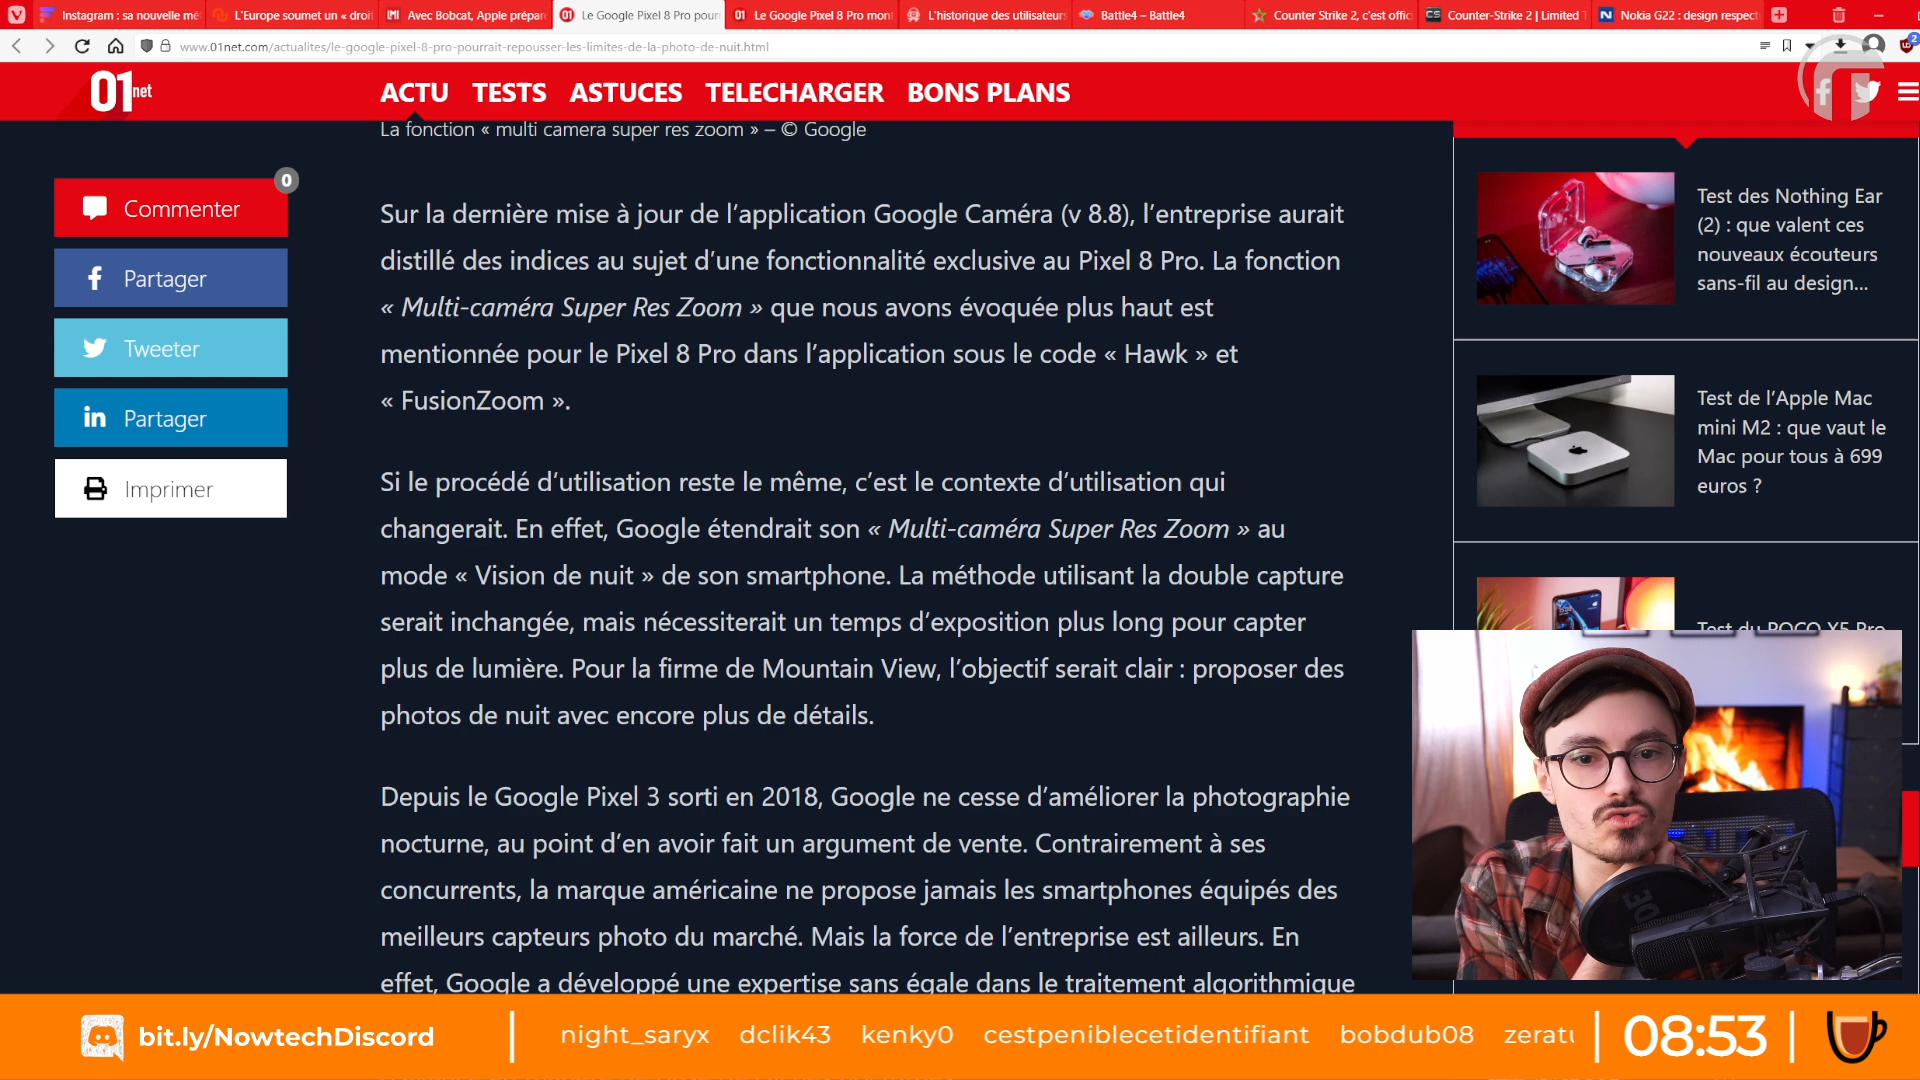 Instagram : sa nouvelle mé
L'Europe soumet un « droi
Avec Bobcat, Apple prépar
Le Google Pixel 8 Pro pour
Le Google Pixel 8 Pro mon
L'historique des utilisateurs
Battle4 – Battle4
Counter Strike 2, c'est offic
Counter-Strike 2 | Limited T
Nokia G22 : design respect
www.01net.com/actualites/le-google-pixel-8-pro-pourrait-repousser-les-limites-de-la-photo-de-nuit.html
2
01net
ACTU TESTS ASTUCES TELECHARGER BONS PLANS
La fonction « multi camera super res zoom » – © Google
0
Commenter
Partager
Tweeter
Partager
Imprimer
Sur la dernière mise à jour de l'application Google Caméra (v 8.8), l'entreprise aurait
distillé des indices au sujet d'une fonctionnalité exclusive au Pixel 8 Pro. La fonction
« Multi-caméra Super Res Zoom » que nous avons évoquée plus haut est
mentionnée pour le Pixel 8 Pro dans l'application sous le code « Hawk » et
« FusionZoom ».
Si le procédé d'utilisation reste le même, c'est le contexte d'utilisation qui
changerait. En effet, Google étendrait son « Multi-caméra Super Res Zoom » au
mode « Vision de nuit » de son smartphone. La méthode utilisant la double capture
serait inchangée, mais nécessiterait un temps d'exposition plus long pour capter
plus de lumière. Pour la firme de Mountain View, l'objectif serait clair : proposer des
photos de nuit avec encore plus de détails.
Depuis le Google Pixel 3 sorti en 2018, Google ne cesse d'améliorer la photographie
nocturne, au point d'en avoir fait un argument de vente. Contrairement à ses
concurrents, la marque américaine ne propose jamais les smartphones équipés des
meilleurs capteurs photo du marché. Mais la force de l'entreprise est ailleurs. En
effet, Google a développé une expertise sans égale dans le traitement algorithmique
Test des Nothing Ear
(2) : que valent ces
nouveaux écouteurs
sans-fil au design...
Test de l'Apple Mac
mini M2 : que vaut le
Mac pour tous à 699
euros ?
Test du POCO X5 Pro
bit.ly/NowtechDiscord
night_saryx dclik43 kenky0 cestpeniblecetidentifiant bobdub08 zeratu
08:53